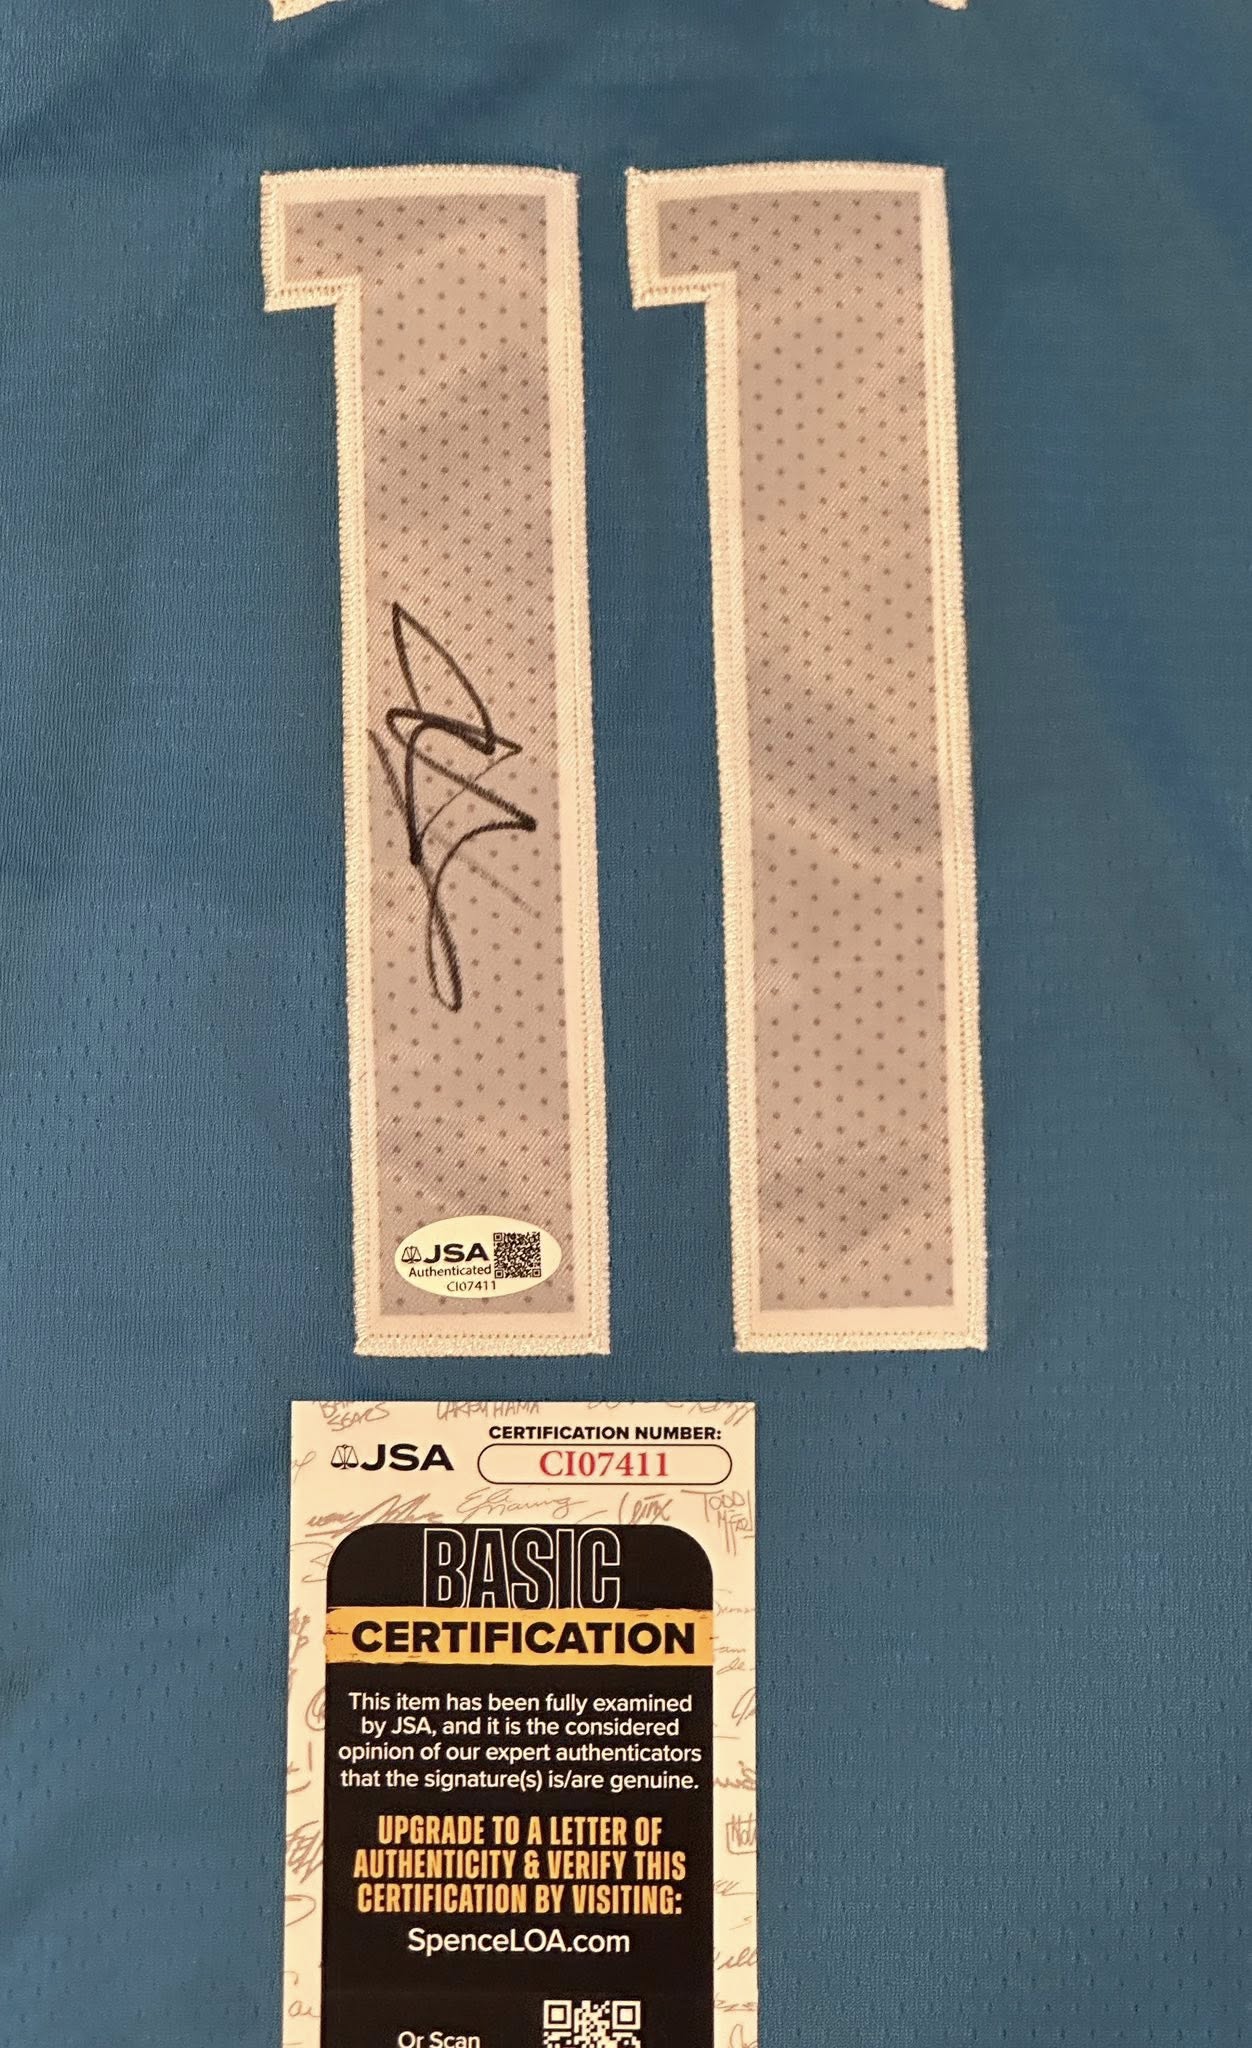 11
JSA
Authenticated
CI07411
JSA
CERTIFICATION NUMBER:
CI07411
BASIC
CERTIFICATION
This item has been fully examined
by JSA, and it is the considered
opinion of our expert authenticators
that the signature(s) is/are genuine.
UPGRADE TO A LETTER OF
AUTHENTICITY & VERIFY THIS
CERTIFICATION BY VISITING:
SpenceLOA.com
Or Scan